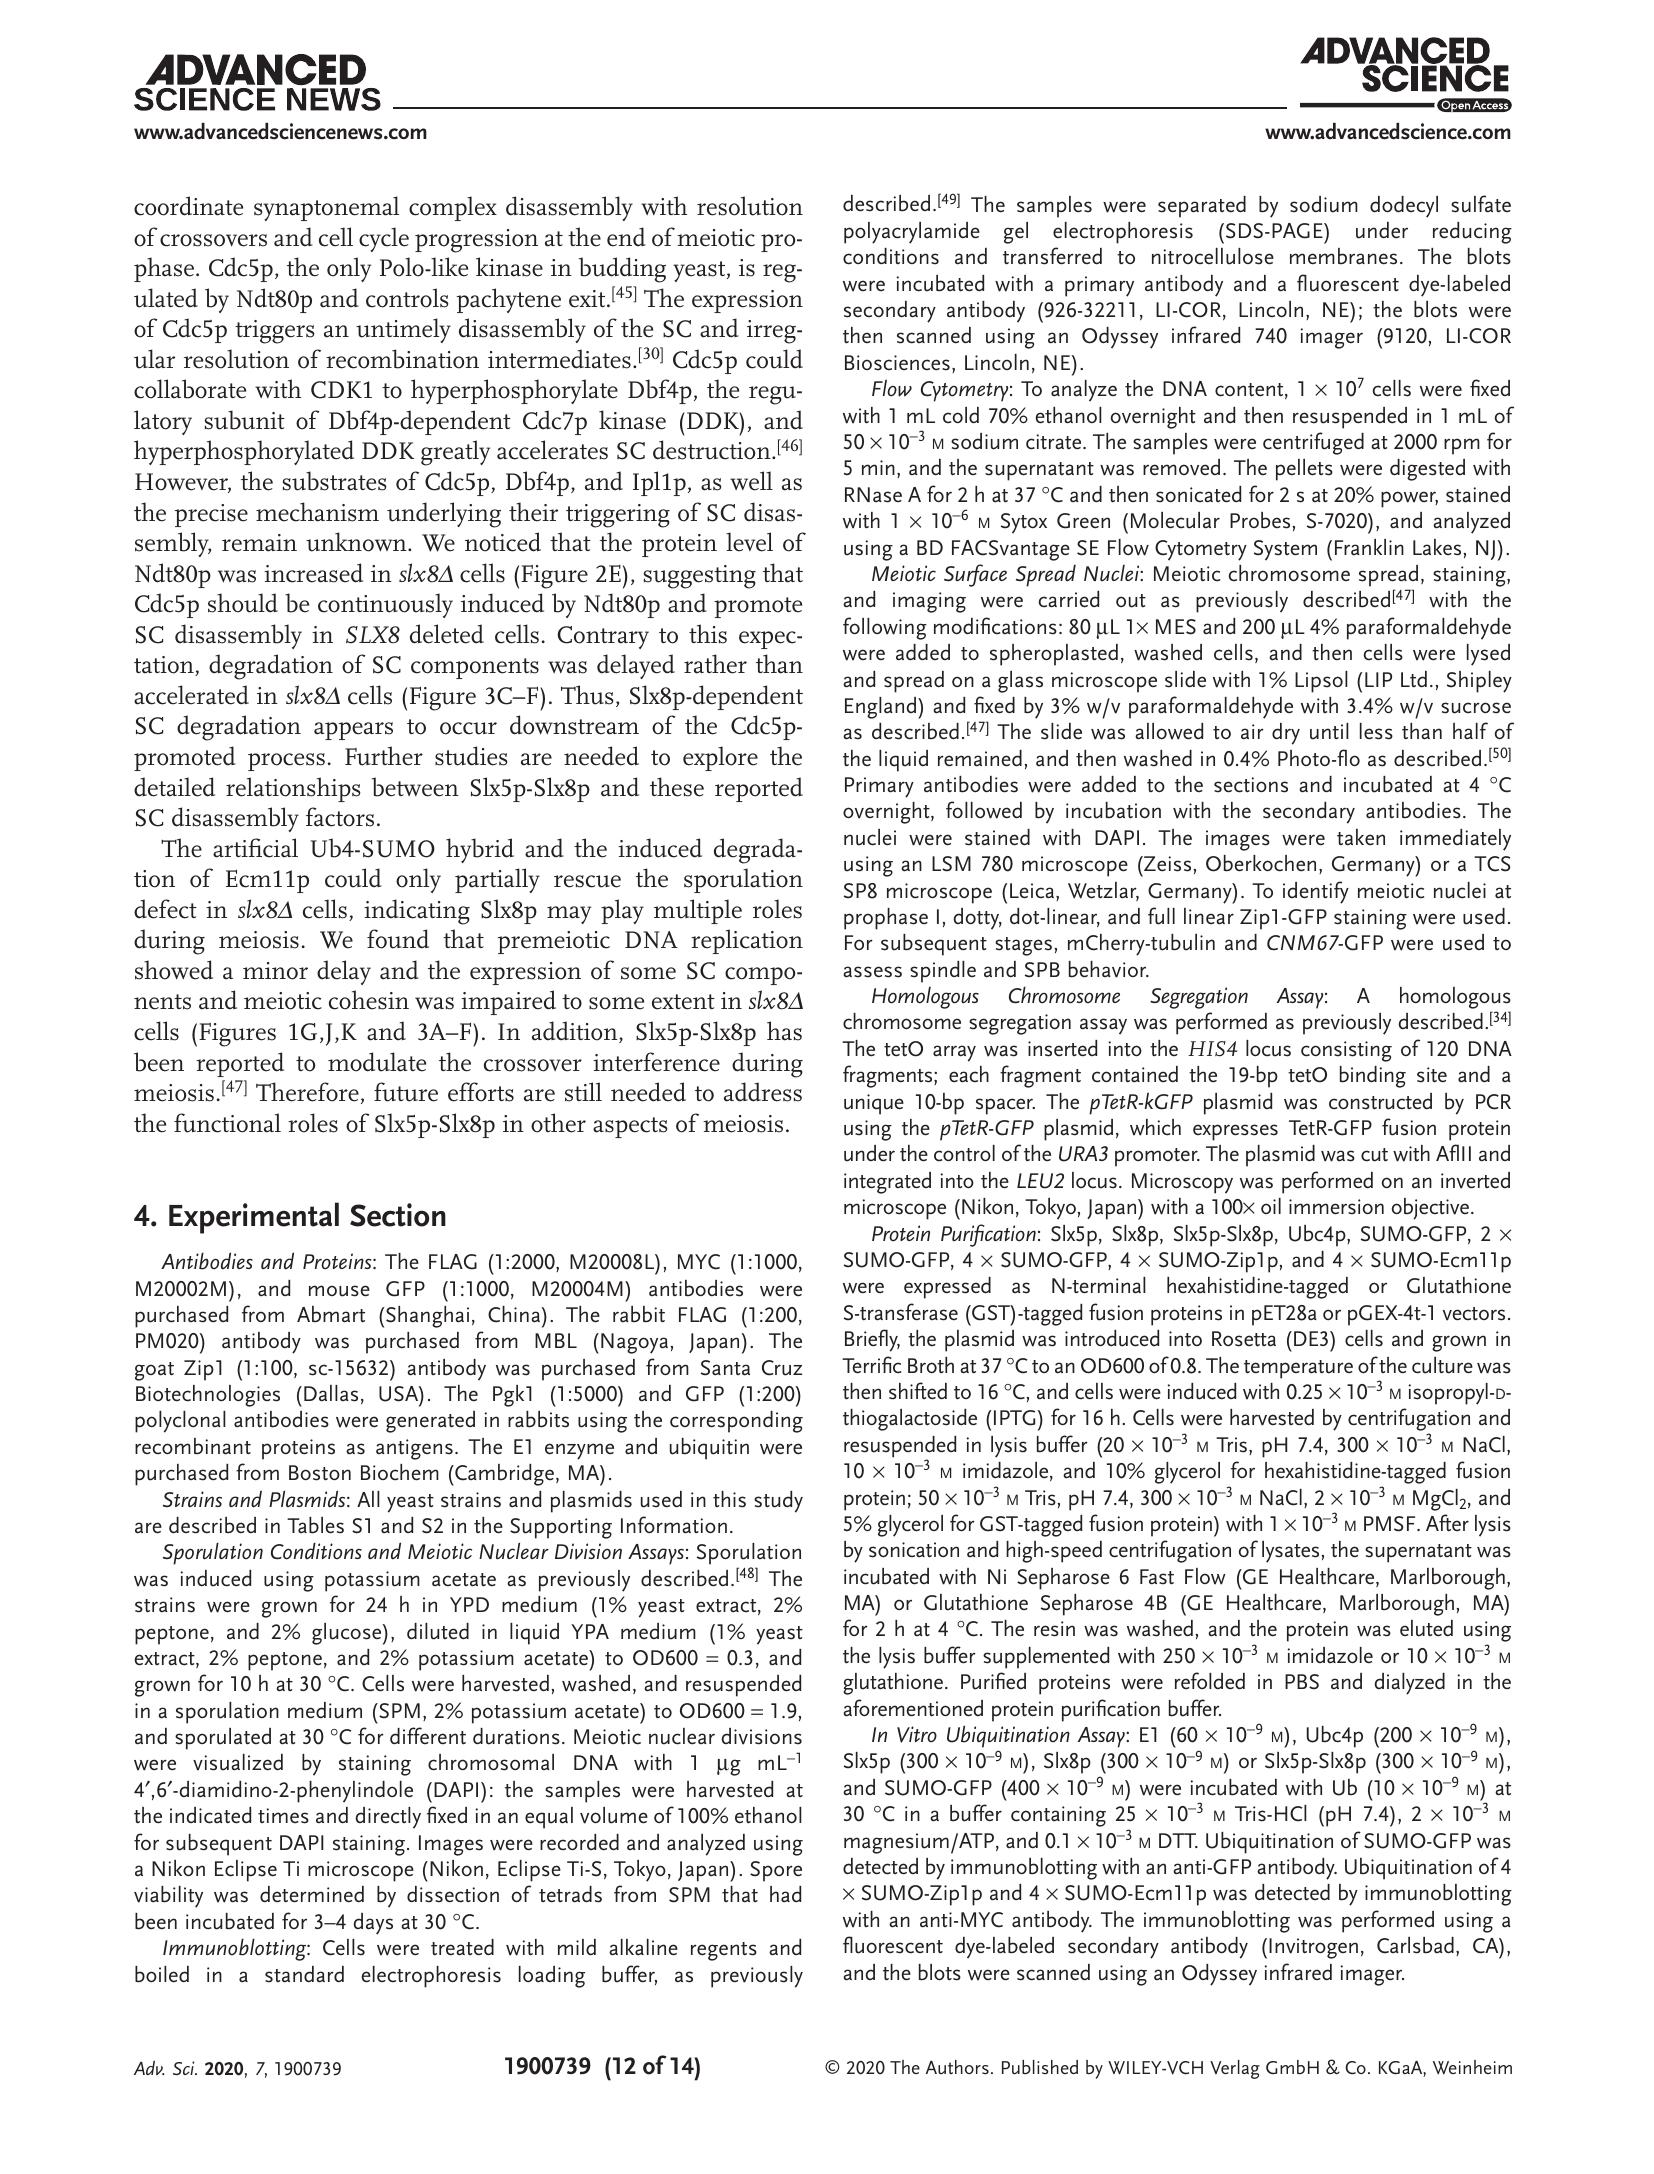 ADVANCED
SCIENCE NEWS
www.advancedsciencenews.com
ADVANCED
SCIENCE
Open Access
www.advancedscience.com
coordinate synaptonemal complex disassembly with resolution
of crossovers and cell cycle progression at the end of meiotic pro-
phase. Cdc5p, the only Polo-like kinase in budding yeast, is reg-
ulated by Ndt80p and controls pachytene exit.[45] The expression
of Cdc5p triggers an untimely disassembly of the SC and irreg-
ular resolution of recombination intermediates.[30] Cdc5p could
collaborate with CDK1 to hyperphosphorylate Dbf4p, the regu-
latory subunit of Dbf4p-dependent Cdc7p kinase (DDK), and
hyperphosphorylated DDK greatly accelerates SC destruction.[46]
However, the substrates of Cdc5p, Dbf4p, and Ipl1p, as well as
the precise mechanism underlying their triggering of SC disas-
sembly, remain unknown. We noticed that the protein level of
Ndt80p was increased in slx8Δ cells (Figure 2E), suggesting that
Cdc5p should be continuously induced by Ndt80p and promote
SC disassembly in SLX8 deleted cells. Contrary to this expec-
tation, degradation of SC components was delayed rather than
accelerated in slx8Δ cells (Figure 3C–F). Thus, Slx8p-dependent
SC degradation appears to occur downstream of the Cdc5p-
promoted process. Further studies are needed to explore the
detailed relationships between Slx5p-Slx8p and these reported
SC disassembly factors.
The artificial Ub4-SUMO hybrid and the induced degrada-
tion of Ecm11p could only partially rescue the sporulation
defect in slx8Δ cells, indicating Slx8p may play multiple roles
during meiosis. We found that premeiotic DNA replication
showed a minor delay and the expression of some SC compo-
nents and meiotic cohesin was impaired to some extent in slx8Δ
cells (Figures 1G,J,K and 3A–F). In addition, Slx5p-Slx8p has
been reported to modulate the crossover interference during
meiosis.[47] Therefore, future efforts are still needed to address
the functional roles of Slx5p-Slx8p in other aspects of meiosis.
4. Experimental Section
Antibodies and Proteins: The FLAG (1:2000, M20008L), MYC (1:1000,
M20002M), and mouse GFP (1:1000, M20004M) antibodies were
purchased from Abmart (Shanghai, China). The rabbit FLAG (1:200,
PM020) antibody was purchased from MBL (Nagoya, Japan). The
goat Zip1 (1:100, sc-15632) antibody was purchased from Santa Cruz
Biotechnologies (Dallas, USA). The Pgk1 (1:5000) and GFP (1:200)
polyclonal antibodies were generated in rabbits using the corresponding
recombinant proteins as antigens. The E1 enzyme and ubiquitin were
purchased from Boston Biochem (Cambridge, MA).
Strains and Plasmids: All yeast strains and plasmids used in this study
are described in Tables S1 and S2 in the Supporting Information.
Sporulation Conditions and Meiotic Nuclear Division Assays: Sporulation
was induced using potassium acetate as previously described.[48] The
strains were grown for 24 h in YPD medium (1% yeast extract, 2%
peptone, and 2% glucose), diluted in liquid YPA medium (1% yeast
extract, 2% peptone, and 2% potassium acetate) to OD600 = 0.3, and
grown for 10 h at 30 °C. Cells were harvested, washed, and resuspended
in a sporulation medium (SPM, 2% potassium acetate) to OD600 = 1.9,
and sporulated at 30 °C for different durations. Meiotic nuclear divisions
were visualized by staining chromosomal DNA with 1 µg mL⁻¹
4′,6′-diamidino-2-phenylindole (DAPI): the samples were harvested at
the indicated times and directly fixed in an equal volume of 100% ethanol
for subsequent DAPI staining. Images were recorded and analyzed using
a Nikon Eclipse Ti microscope (Nikon, Eclipse Ti-S, Tokyo, Japan). Spore
viability was determined by dissection of tetrads from SPM that had
been incubated for 3–4 days at 30 °C.
Immunoblotting: Cells were treated with mild alkaline regents and
boiled in a standard electrophoresis loading buffer, as previously
described.[49] The samples were separated by sodium dodecyl sulfate
polyacrylamide gel electrophoresis (SDS-PAGE) under reducing
conditions and transferred to nitrocellulose membranes. The blots
were incubated with a primary antibody and a fluorescent dye-labeled
secondary antibody (926-32211, LI-COR, Lincoln, NE); the blots were
then scanned using an Odyssey infrared 740 imager (9120, LI-COR
Biosciences, Lincoln, NE).
Flow Cytometry: To analyze the DNA content, 1 × 10⁷ cells were fixed
with 1 mL cold 70% ethanol overnight and then resuspended in 1 mL of
50 × 10⁻³ M sodium citrate. The samples were centrifuged at 2000 rpm for
5 min, and the supernatant was removed. The pellets were digested with
RNase A for 2 h at 37 °C and then sonicated for 2 s at 20% power, stained
with 1 × 10⁻⁶ M Sytox Green (Molecular Probes, S-7020), and analyzed
using a BD FACSvantage SE Flow Cytometry System (Franklin Lakes, NJ).
Meiotic Surface Spread Nuclei: Meiotic chromosome spread, staining,
and imaging were carried out as previously described[47] with the
following modifications: 80 µL 1× MES and 200 µL 4% paraformaldehyde
were added to spheroplasted, washed cells, and then cells were lysed
and spread on a glass microscope slide with 1% Lipsol (LIP Ltd., Shipley
England) and fixed by 3% w/v paraformaldehyde with 3.4% w/v sucrose
as described.[47] The slide was allowed to air dry until less than half of
the liquid remained, and then washed in 0.4% Photo-flo as described.[50]
Primary antibodies were added to the sections and incubated at 4 °C
overnight, followed by incubation with the secondary antibodies. The
nuclei were stained with DAPI. The images were taken immediately
using an LSM 780 microscope (Zeiss, Oberkochen, Germany) or a TCS
SP8 microscope (Leica, Wetzlar, Germany). To identify meiotic nuclei at
prophase I, dotty, dot-linear, and full linear Zip1-GFP staining were used.
For subsequent stages, mCherry-tubulin and CNM67-GFP were used to
assess spindle and SPB behavior.
Homologous Chromosome Segregation Assay: A homologous
chromosome segregation assay was performed as previously described.[34]
The tetO array was inserted into the HIS4 locus consisting of 120 DNA
fragments; each fragment contained the 19-bp tetO binding site and a
unique 10-bp spacer. The pTetR-kGFP plasmid was constructed by PCR
using the pTetR-GFP plasmid, which expresses TetR-GFP fusion protein
under the control of the URA3 promoter. The plasmid was cut with AflII and
integrated into the LEU2 locus. Microscopy was performed on an inverted
microscope (Nikon, Tokyo, Japan) with a 100× oil immersion objective.
Protein Purification: Slx5p, Slx8p, Slx5p-Slx8p, Ubc4p, SUMO-GFP, 2 ×
SUMO-GFP, 4 × SUMO-GFP, 4 × SUMO-Zip1p, and 4 × SUMO-Ecm11p
were expressed as N-terminal hexahistidine-tagged or Glutathione
S-transferase (GST)-tagged fusion proteins in pET28a or pGEX-4t-1 vectors.
Briefly, the plasmid was introduced into Rosetta (DE3) cells and grown in
Terrific Broth at 37 °C to an OD600 of 0.8. The temperature of the culture was
then shifted to 16 °C, and cells were induced with 0.25 × 10⁻³ M isopropyl-D-
thiogalactoside (IPTG) for 16 h. Cells were harvested by centrifugation and
resuspended in lysis buffer (20 × 10⁻³ M Tris, pH 7.4, 300 × 10⁻³ M NaCl,
10 × 10⁻³ M imidazole, and 10% glycerol for hexahistidine-tagged fusion
protein; 50 × 10⁻³ M Tris, pH 7.4, 300 × 10⁻³ M NaCl, 2 × 10⁻³ M MgCl₂, and
5% glycerol for GST-tagged fusion protein) with 1 × 10⁻³ M PMSF. After lysis
by sonication and high-speed centrifugation of lysates, the supernatant was
incubated with Ni Sepharose 6 Fast Flow (GE Healthcare, Marlborough,
MA) or Glutathione Sepharose 4B (GE Healthcare, Marlborough, MA)
for 2 h at 4 °C. The resin was washed, and the protein was eluted using
the lysis buffer supplemented with 250 × 10⁻³ M imidazole or 10 × 10⁻³ M
glutathione. Purified proteins were refolded in PBS and dialyzed in the
aforementioned protein purification buffer.
In Vitro Ubiquitination Assay: E1 (60 × 10⁻⁹ M), Ubc4p (200 × 10⁻⁹ M),
Slx5p (300 × 10⁻⁹ M), Slx8p (300 × 10⁻⁹ M) or Slx5p-Slx8p (300 × 10⁻⁹ M),
and SUMO-GFP (400 × 10⁻⁹ M) were incubated with Ub (10 × 10⁻⁹ M) at
30 °C in a buffer containing 25 × 10⁻³ M Tris-HCl (pH 7.4), 2 × 10⁻³ M
magnesium/ATP, and 0.1 × 10⁻³ M DTT. Ubiquitination of SUMO-GFP was
detected by immunoblotting with an anti-GFP antibody. Ubiquitination of 4
× SUMO-Zip1p and 4 × SUMO-Ecm11p was detected by immunoblotting
with an anti-MYC antibody. The immunoblotting was performed using a
fluorescent dye-labeled secondary antibody (Invitrogen, Carlsbad, CA),
and the blots were scanned using an Odyssey infrared imager.
Adv. Sci. 2020, 7, 1900739
1900739 (12 of 14)
© 2020 The Authors. Published by WILEY-VCH Verlag GmbH & Co. KGaA, Weinheim